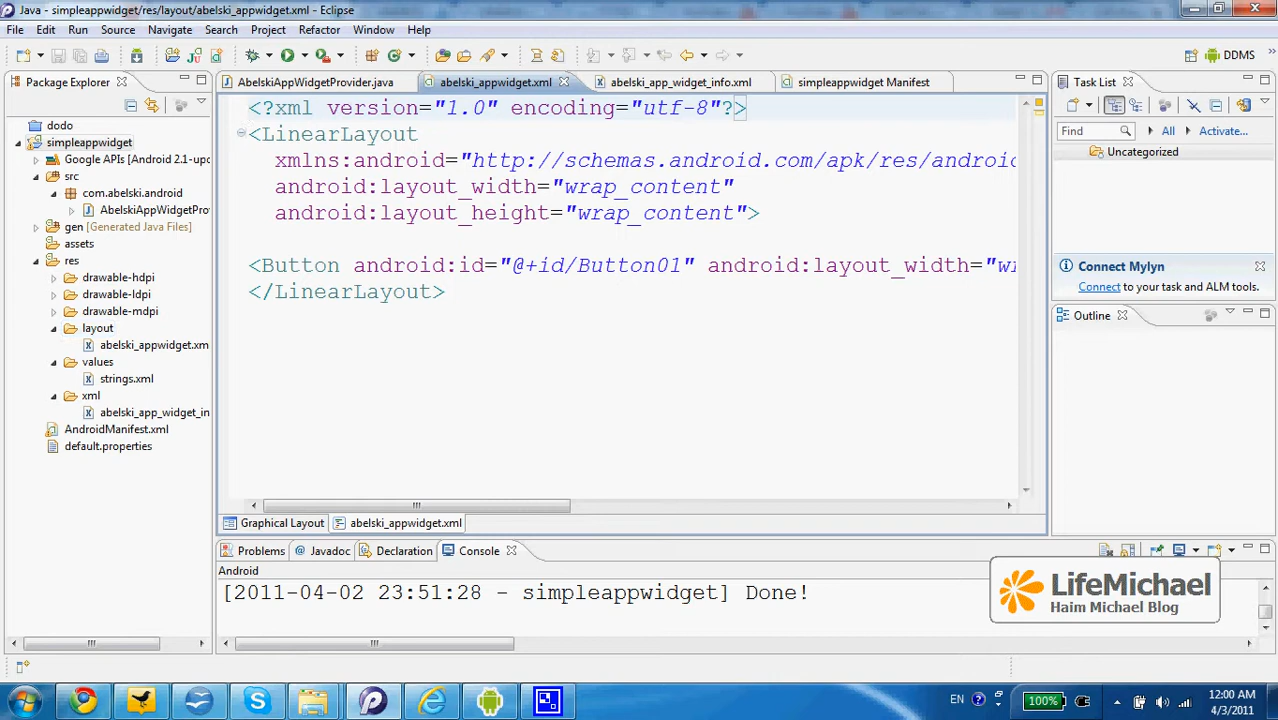 Java - simpleappwidget/res/layout/abelski_appwidget.xml - Eclipse
File Edit Run Source Navigate Search Project Refactor Window Help
DDMS
Package Explorer
AbelskiAppWidgetProvider.java abelski_appwidget.xml abelski_app_widget_info.xml simpleappwidget Manifest
Task List
dodo
simpleappwidget
Google APIs [Android 2.1-upd
src
com.abelski.android
AbelskiAppWidgetPro
gen [Generated Java Files]
assets
res
drawable-hdpi
drawable-ldpi
drawable-mdpi
layout
abelski_appwidget.xm
values
strings.xml
xml
abelski_app_widget_in
AndroidManifest.xml
default.properties
<?xml version="1.0" encoding="utf-8"?>
<LinearLayout
xmlns:android="http://schemas.android.com/apk/res/android
android:layout_width="wrap_content"
android:layout_height="wrap_content">
<Button android:id="@+id/Button01" android:layout_width="wr
</LinearLayout>
Graphical Layout abelski_appwidget.xml
Find All Activate...
Uncategorized
Connect Mylyn
Connect to your task and ALM tools.
Outline
Problems Javadoc Declaration Console
Android
[2011-04-02 23:51:28 - simpleappwidget] Done!
LifeMichael
Haim Michael Blog
EN
100%
12:00 AM
4/3/2011